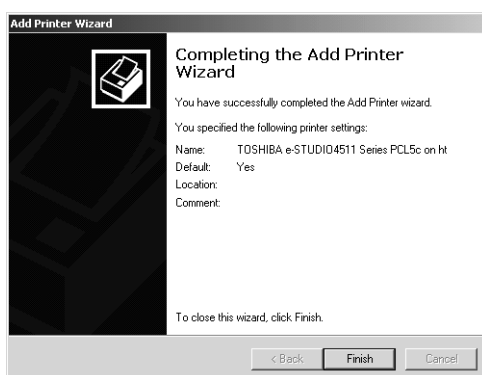 Add Printer Wizard
Completing the Add Printer
Wizard
You have successfully completed the Add Printer wizard.
You specified the following printer settings:
Name: TOSHIBA e-STUDIO4511 Series PCL5c on ht
Default: Yes
Location:
Comment:
To close this wizard, click Finish.
< Back Finish Cancel